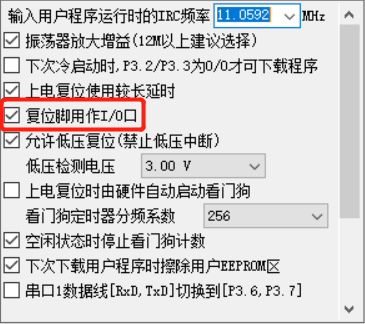 输入用户程序运行时的IRC频率 11.0592 MHz
振荡器放大增益(12M以上建议选择)
下次冷启动时,P3.2/P3.3为0/0才可下载程序
上电复位使用较长延时
复位脚用作I/O口
允许低压复位(禁止低压中断)
低压检测电压 3.00 V
上电复位时由硬件自动启动看门狗
看门狗定时器分频系数 256
空闲状态时停止看门狗计数
下次下载用户程序时擦除用户EEPROM区
串口1数据线[RxD,TxD]切换到[P3.6,P3.7]